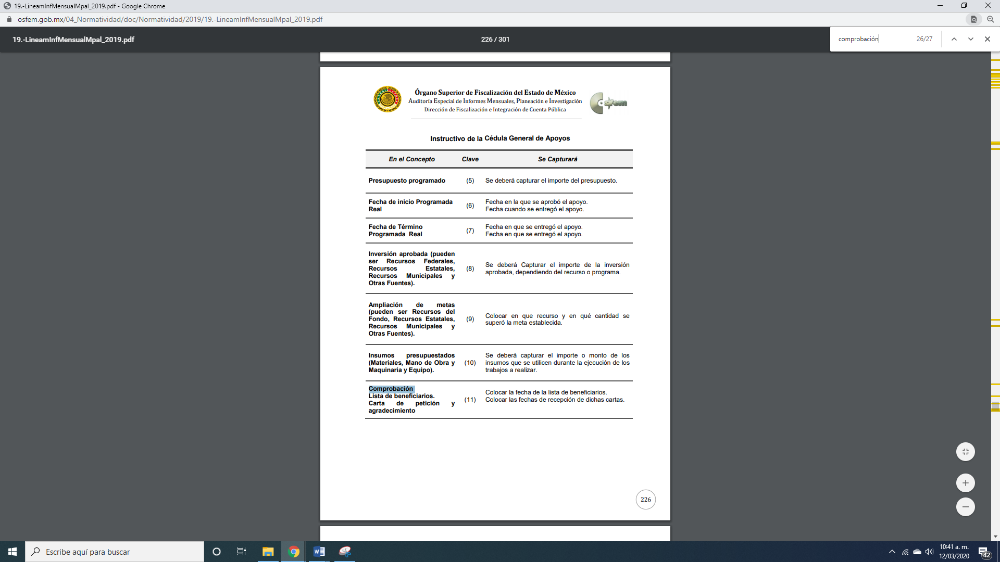 19.-LineamInfMensualMpal_2019.pdf - Google Chrome
osfem.gob.mx/04_Normatividad/doc/Normatividad/2019/19.-LineamInfMensualMpal_2019.pdf
19.-LineamInfMensualMpal_2019.pdf
226 / 301
comprobación
26/27
Órgano Superior de Fiscalización del Estado de México
Auditoría Especial de Informes Mensuales, Planeación e Investigación
Dirección de Fiscalización e Integración de Cuenta Pública
osfem
Instructivo de la Cédula General de Apoyos
En el Concepto Clave Se Capturará
Presupuesto programado (5) Se deberá capturar el importe del presupuesto.
Fecha de inicio Programada
Real
(6)
Fecha en la que se aprobó el apoyo.
Fecha cuando se entregó el apoyo.
Fecha de Término
Programada Real
(7)
Fecha en que se entregó el apoyo.
Fecha en que se entregó el apoyo.
Inversión aprobada (pueden
ser Recursos Federales,
Recursos Estatales,
Recursos Municipales y
Otras Fuentes).
(8)
Se deberá Capturar el importe de la inversión
aprobada, dependiendo del recurso o programa.
Ampliación de metas
(pueden ser Recursos del
Fondo, Recursos Estatales,
Recursos Municipales y
Otras Fuentes).
(9)
Colocar en que recurso y en qué cantidad se
superó la meta establecida.
Insumos presupuestados
(Materiales, Mano de Obra y
Maquinaria y Equipo).
(10)
Se deberá capturar el importe o monto de los
insumos que se utilicen durante la ejecución de los
trabajos a realizar.
Comprobación
Lista de beneficiarios.
Carta de petición y
agradecimiento
(11)
Colocar la fecha de la lista de beneficiarios.
Colocar las fechas de recepción de dichas cartas.
226
Escribe aquí para buscar
10:41 a. m.
12/03/2020
42